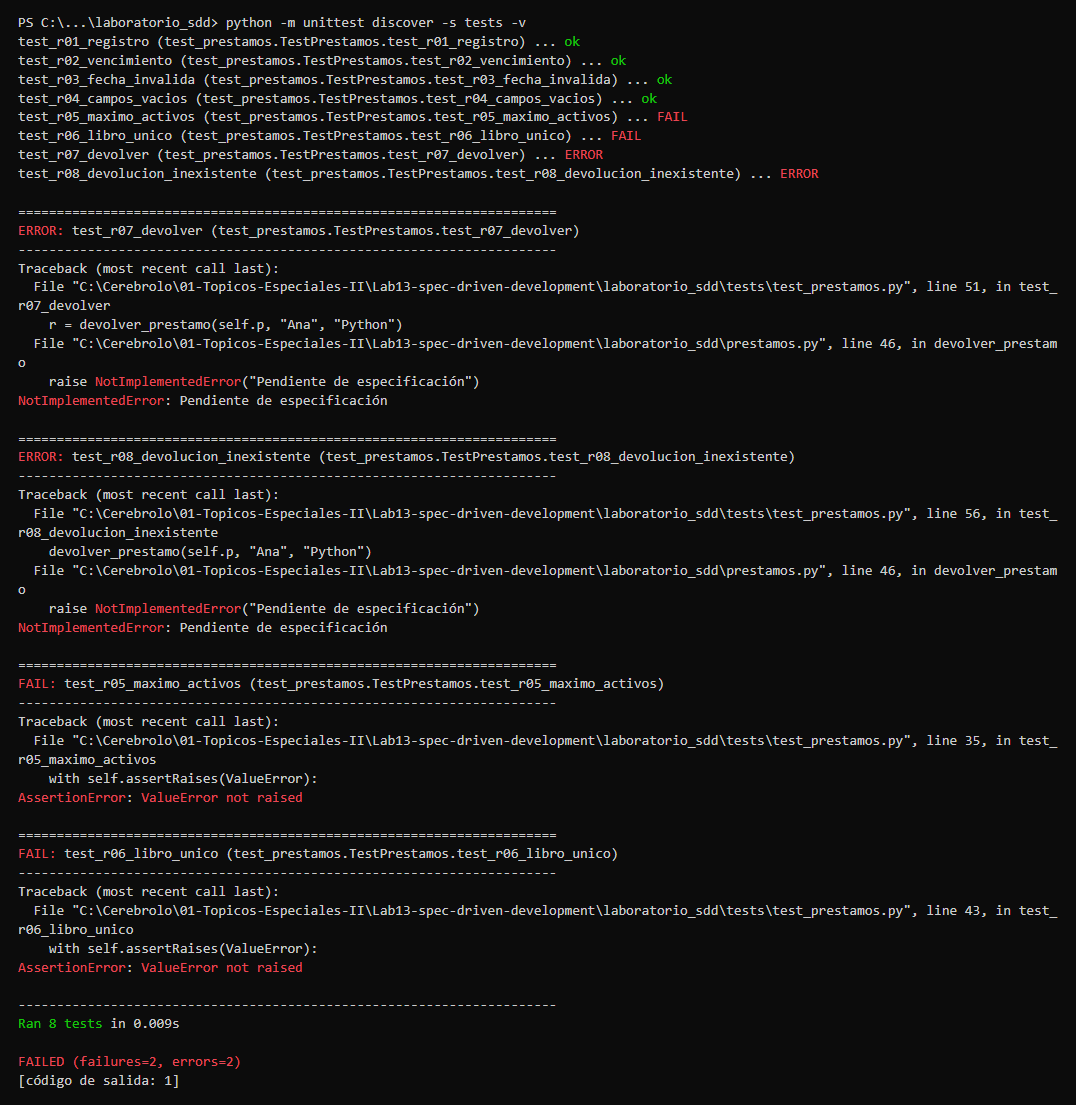 PS C:\...\laboratorio_sdd> python -m unittest discover -s tests -v
test_r01_registro (test_prestamos.TestPrestamos.test_r01_registro) ... ok
test_r02_vencimiento (test_prestamos.TestPrestamos.test_r02_vencimiento) ... ok
test_r03_fecha_invalida (test_prestamos.TestPrestamos.test_r03_fecha_invalida) ... ok
test_r04_campos_vacios (test_prestamos.TestPrestamos.test_r04_campos_vacios) ... ok
test_r05_maximo_activos (test_prestamos.TestPrestamos.test_r05_maximo_activos) ... FAIL
test_r06_libro_unico (test_prestamos.TestPrestamos.test_r06_libro_unico) ... FAIL
test_r07_devolver (test_prestamos.TestPrestamos.test_r07_devolver) ... ERROR
test_r08_devolucion_inexistente (test_prestamos.TestPrestamos.test_r08_devolucion_inexistente) ... ERROR

======================================================================
ERROR: test_r07_devolver (test_prestamos.TestPrestamos.test_r07_devolver)
----------------------------------------------------------------------
Traceback (most recent call last):
  File "C:\Cerebrolo\01-Topicos-Especiales-II\Lab13-spec-driven-development\laboratorio_sdd\tests\test_prestamos.py", line 51, in test_
r07_devolver
    r = devolver_prestamo(self.p, "Ana", "Python")
  File "C:\Cerebrolo\01-Topicos-Especiales-II\Lab13-spec-driven-development\laboratorio_sdd\prestamos.py", line 46, in devolver_prestam
o
    raise NotImplementedError("Pendiente de especificación")
NotImplementedError: Pendiente de especificación

======================================================================
ERROR: test_r08_devolucion_inexistente (test_prestamos.TestPrestamos.test_r08_devolucion_inexistente)
----------------------------------------------------------------------
Traceback (most recent call last):
  File "C:\Cerebrolo\01-Topicos-Especiales-II\Lab13-spec-driven-development\laboratorio_sdd\tests\test_prestamos.py", line 56, in test_
r08_devolucion_inexistente
    devolver_prestamo(self.p, "Ana", "Python")
  File "C:\Cerebrolo\01-Topicos-Especiales-II\Lab13-spec-driven-development\laboratorio_sdd\prestamos.py", line 46, in devolver_prestam
o
    raise NotImplementedError("Pendiente de especificación")
NotImplementedError: Pendiente de especificación

======================================================================
FAIL: test_r05_maximo_activos (test_prestamos.TestPrestamos.test_r05_maximo_activos)
----------------------------------------------------------------------
Traceback (most recent call last):
  File "C:\Cerebrolo\01-Topicos-Especiales-II\Lab13-spec-driven-development\laboratorio_sdd\tests\test_prestamos.py", line 35, in test_
r05_maximo_activos
    with self.assertRaises(ValueError):
AssertionError: ValueError not raised

======================================================================
FAIL: test_r06_libro_unico (test_prestamos.TestPrestamos.test_r06_libro_unico)
----------------------------------------------------------------------
Traceback (most recent call last):
  File "C:\Cerebrolo\01-Topicos-Especiales-II\Lab13-spec-driven-development\laboratorio_sdd\tests\test_prestamos.py", line 43, in test_
r06_libro_unico
    with self.assertRaises(ValueError):
AssertionError: ValueError not raised

----------------------------------------------------------------------
Ran 8 tests in 0.009s

FAILED (failures=2, errors=2)
[código de salida: 1]